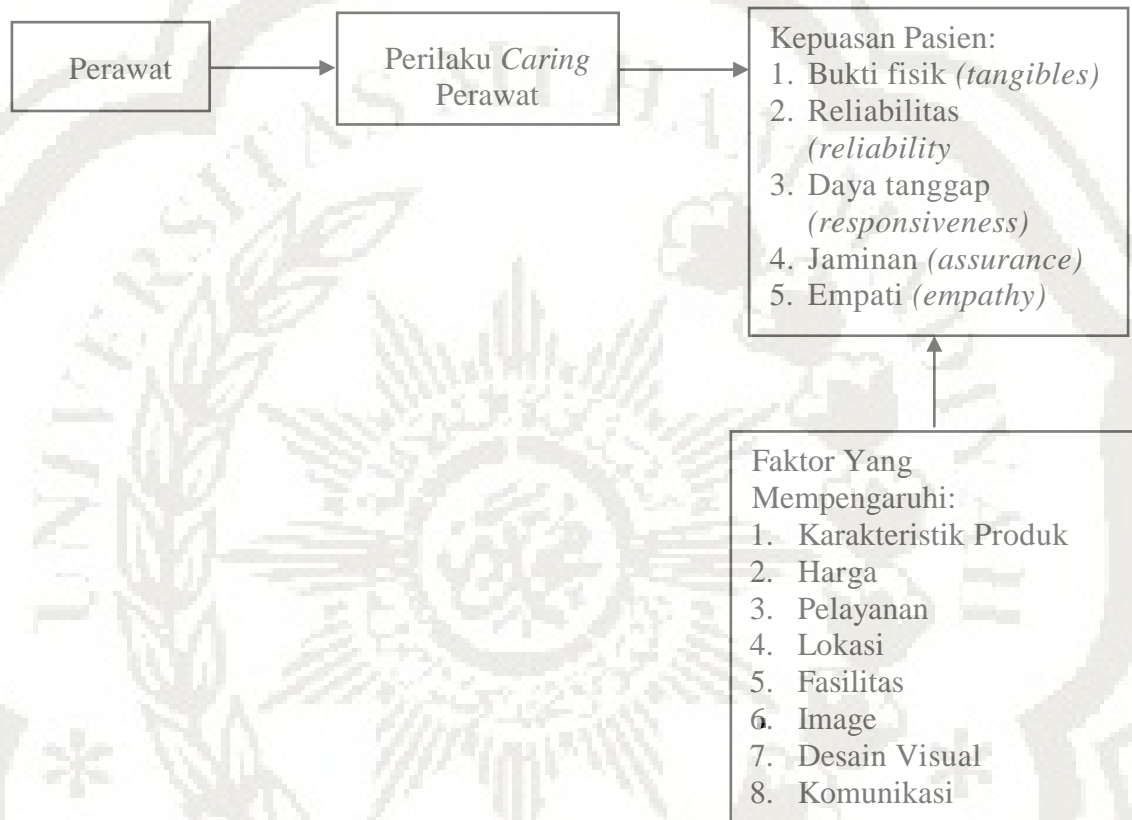 Perawat
Perilaku Caring
Perawat
Kepuasan Pasien:
1. Bukti fisik (tangibles)
2. Reliabilitas
(reliability
3. Daya tanggap
(responsiveness)
4. Jaminan (assurance)
5. Empati (empathy)
Faktor Yang
Mempengaruhi:
1. Karakteristik Produk
2. Harga
3. Pelayanan
4. Lokasi
5. Fasilitas
6. Image
7. Desain Visual
8. Komunikasi
UNIVERSITAS